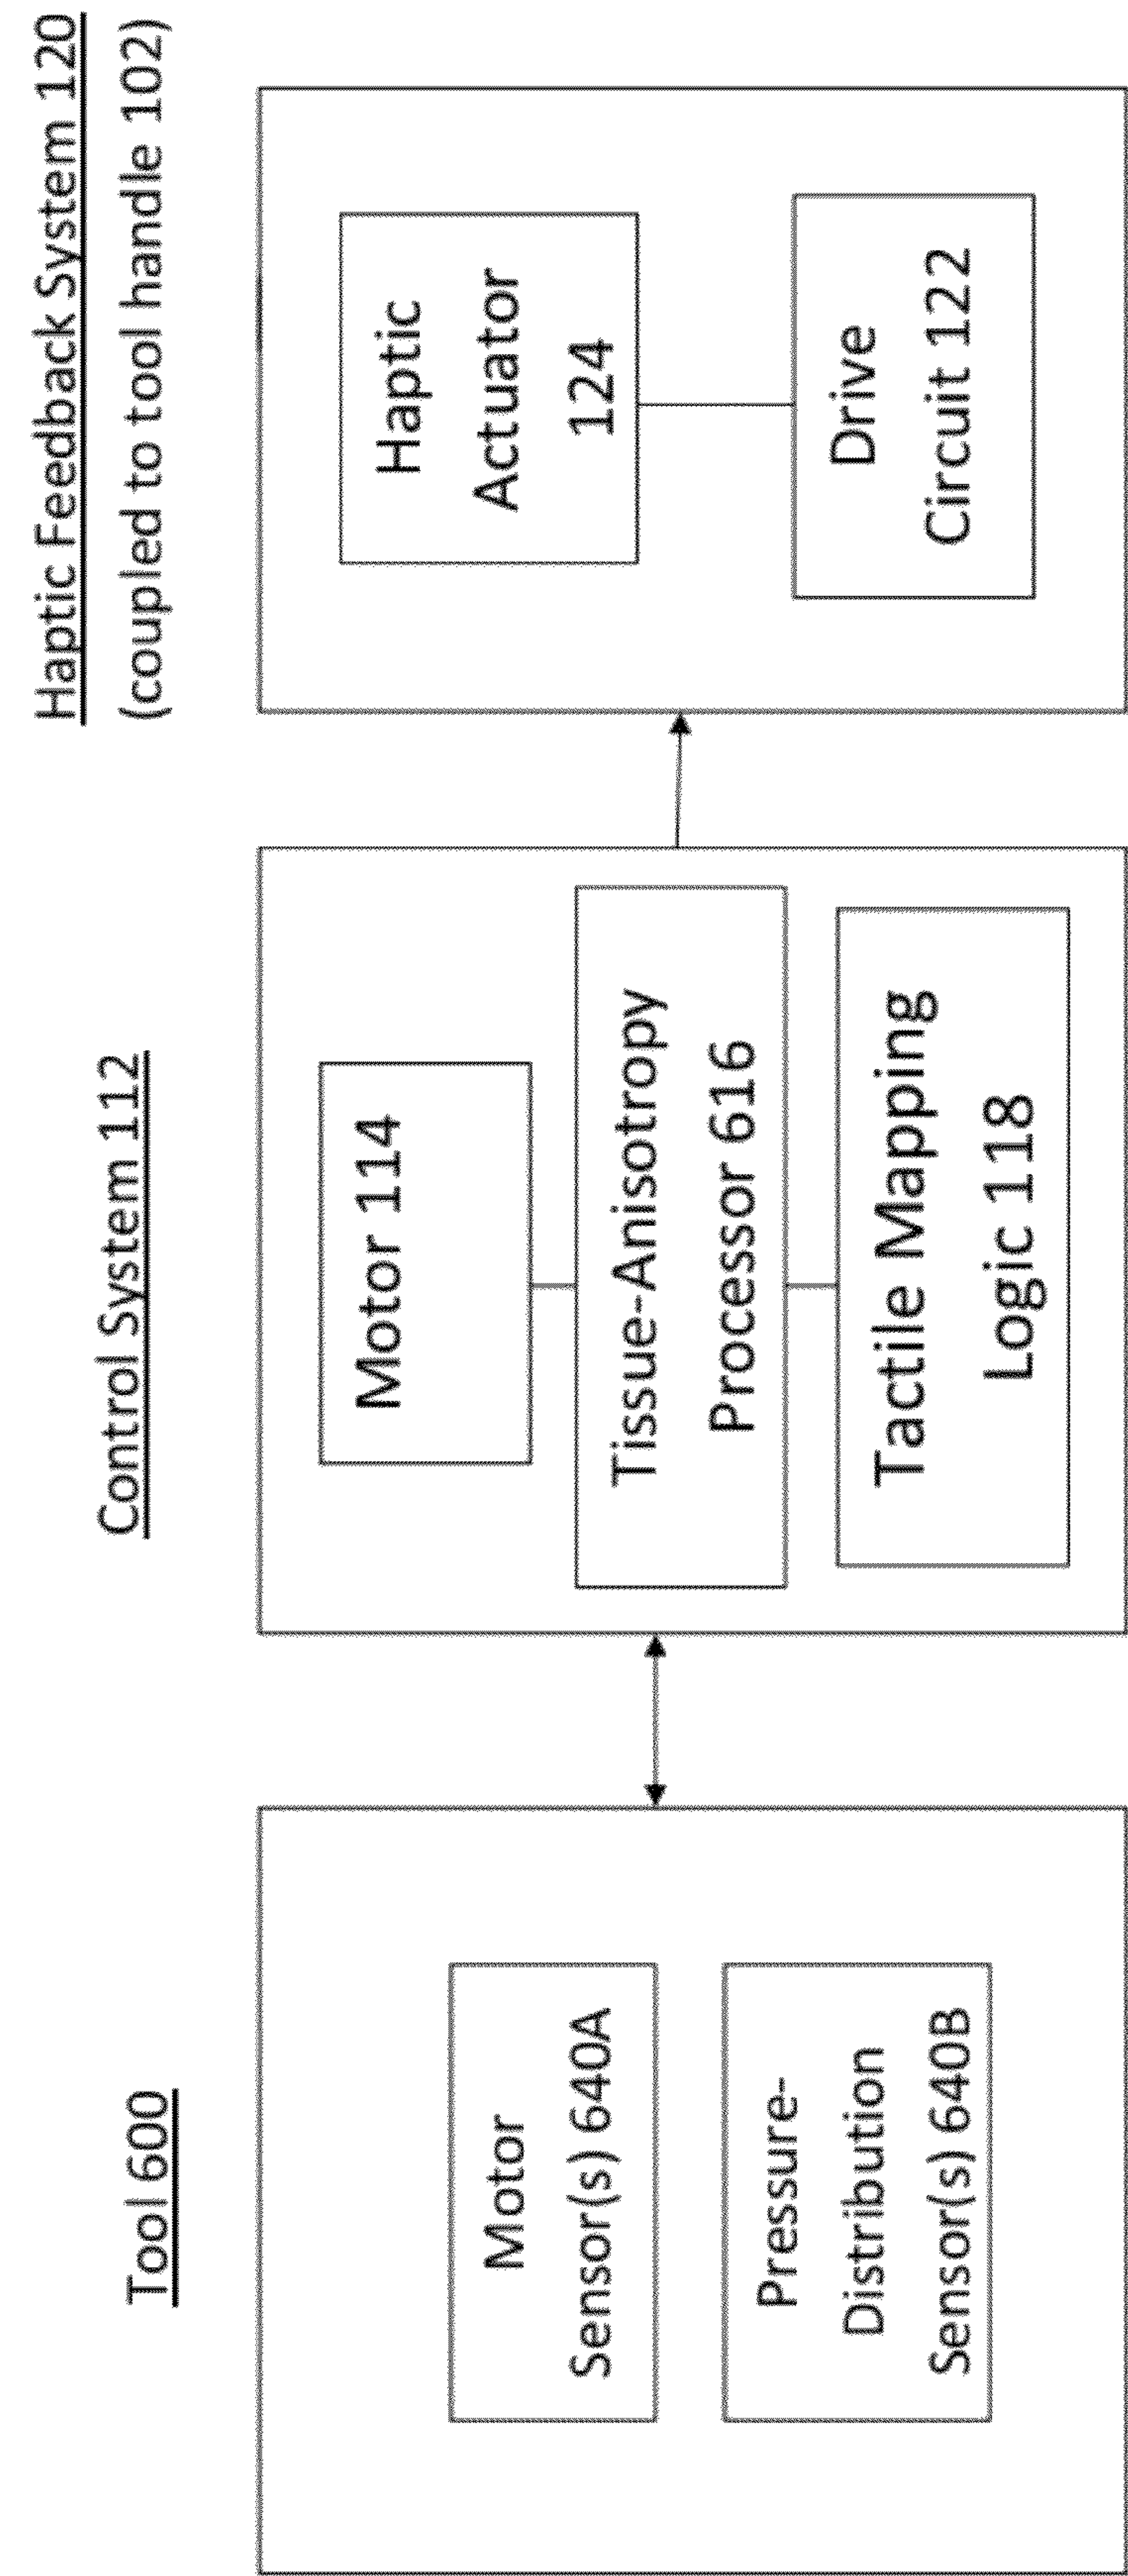 Tool 600
Motor
Sensor(s) 640A
Pressure-
Distribution
Sensor(s) 640B
Control System 112
Motor 114
Tissue-Anisotropy
Processor 616
Tactile Mapping
Logic 118
Haptic Feedback System 120
(coupled to tool handle 102)
Haptic
Actuator
124
Drive
Circuit 122